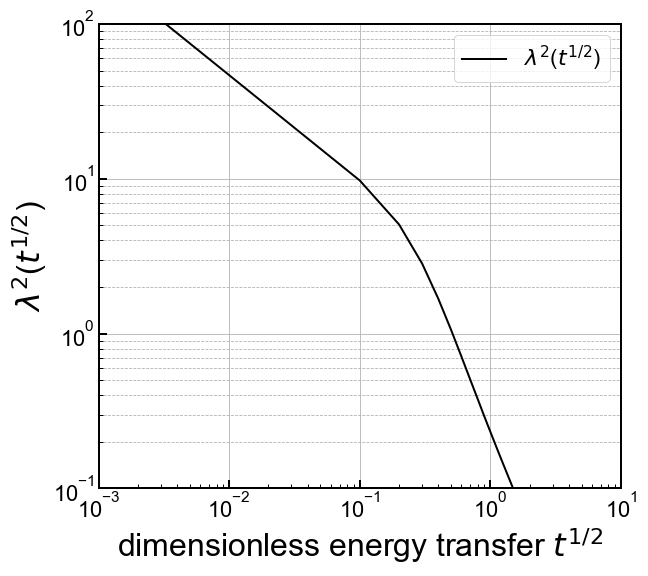 10²
10¹
10⁰
10⁻¹
λ²(t^{1/2})
λ²(t^{1/2})
10⁻³ 10⁻² 10⁻¹ 10⁰ 10¹
dimensionless energy transfer t^{1/2}